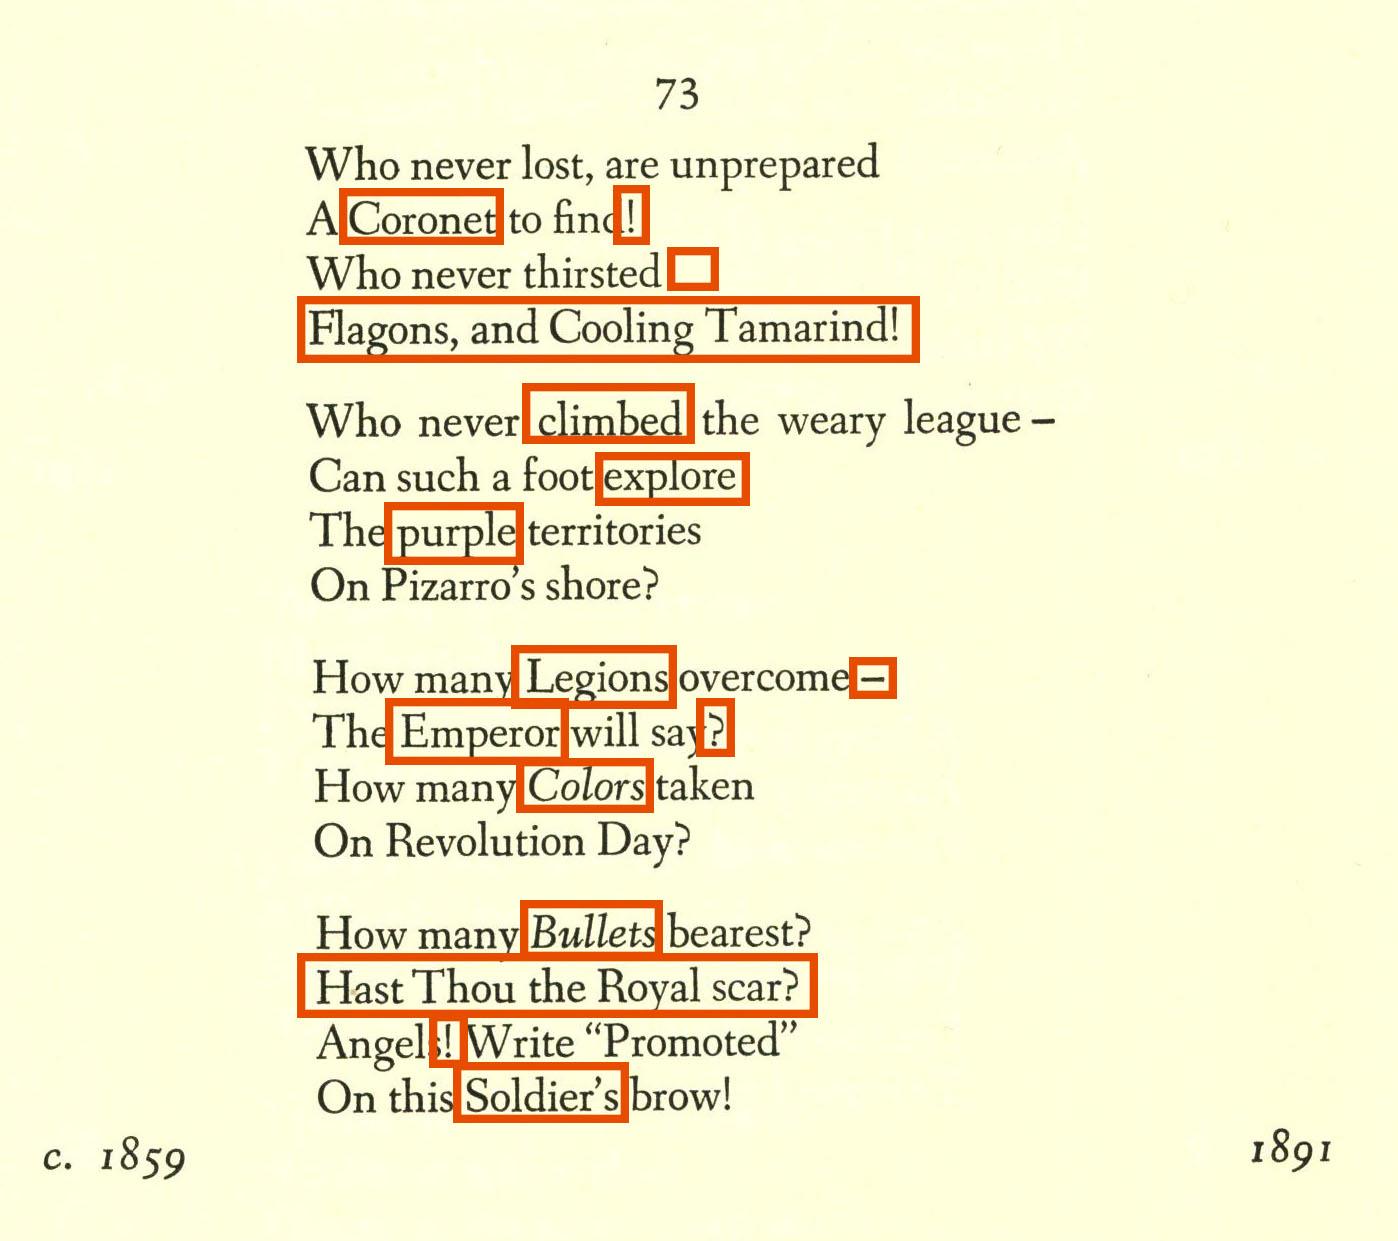 73
Who never lost, are unprepared
A Coronet to find!
Who never thirsted
Flagons, and Cooling Tamarind!
Who never climbed the weary league –
Can such a foot explore
The purple territories
On Pizarro's shore?
How many Legions overcome –
The Emperor will say?
How many Colors taken
On Revolution Day?
How many Bullets bearest?
Hast Thou the Royal scar?
Angels! Write “Promoted”
On this Soldier's brow!
c. 1859
1891